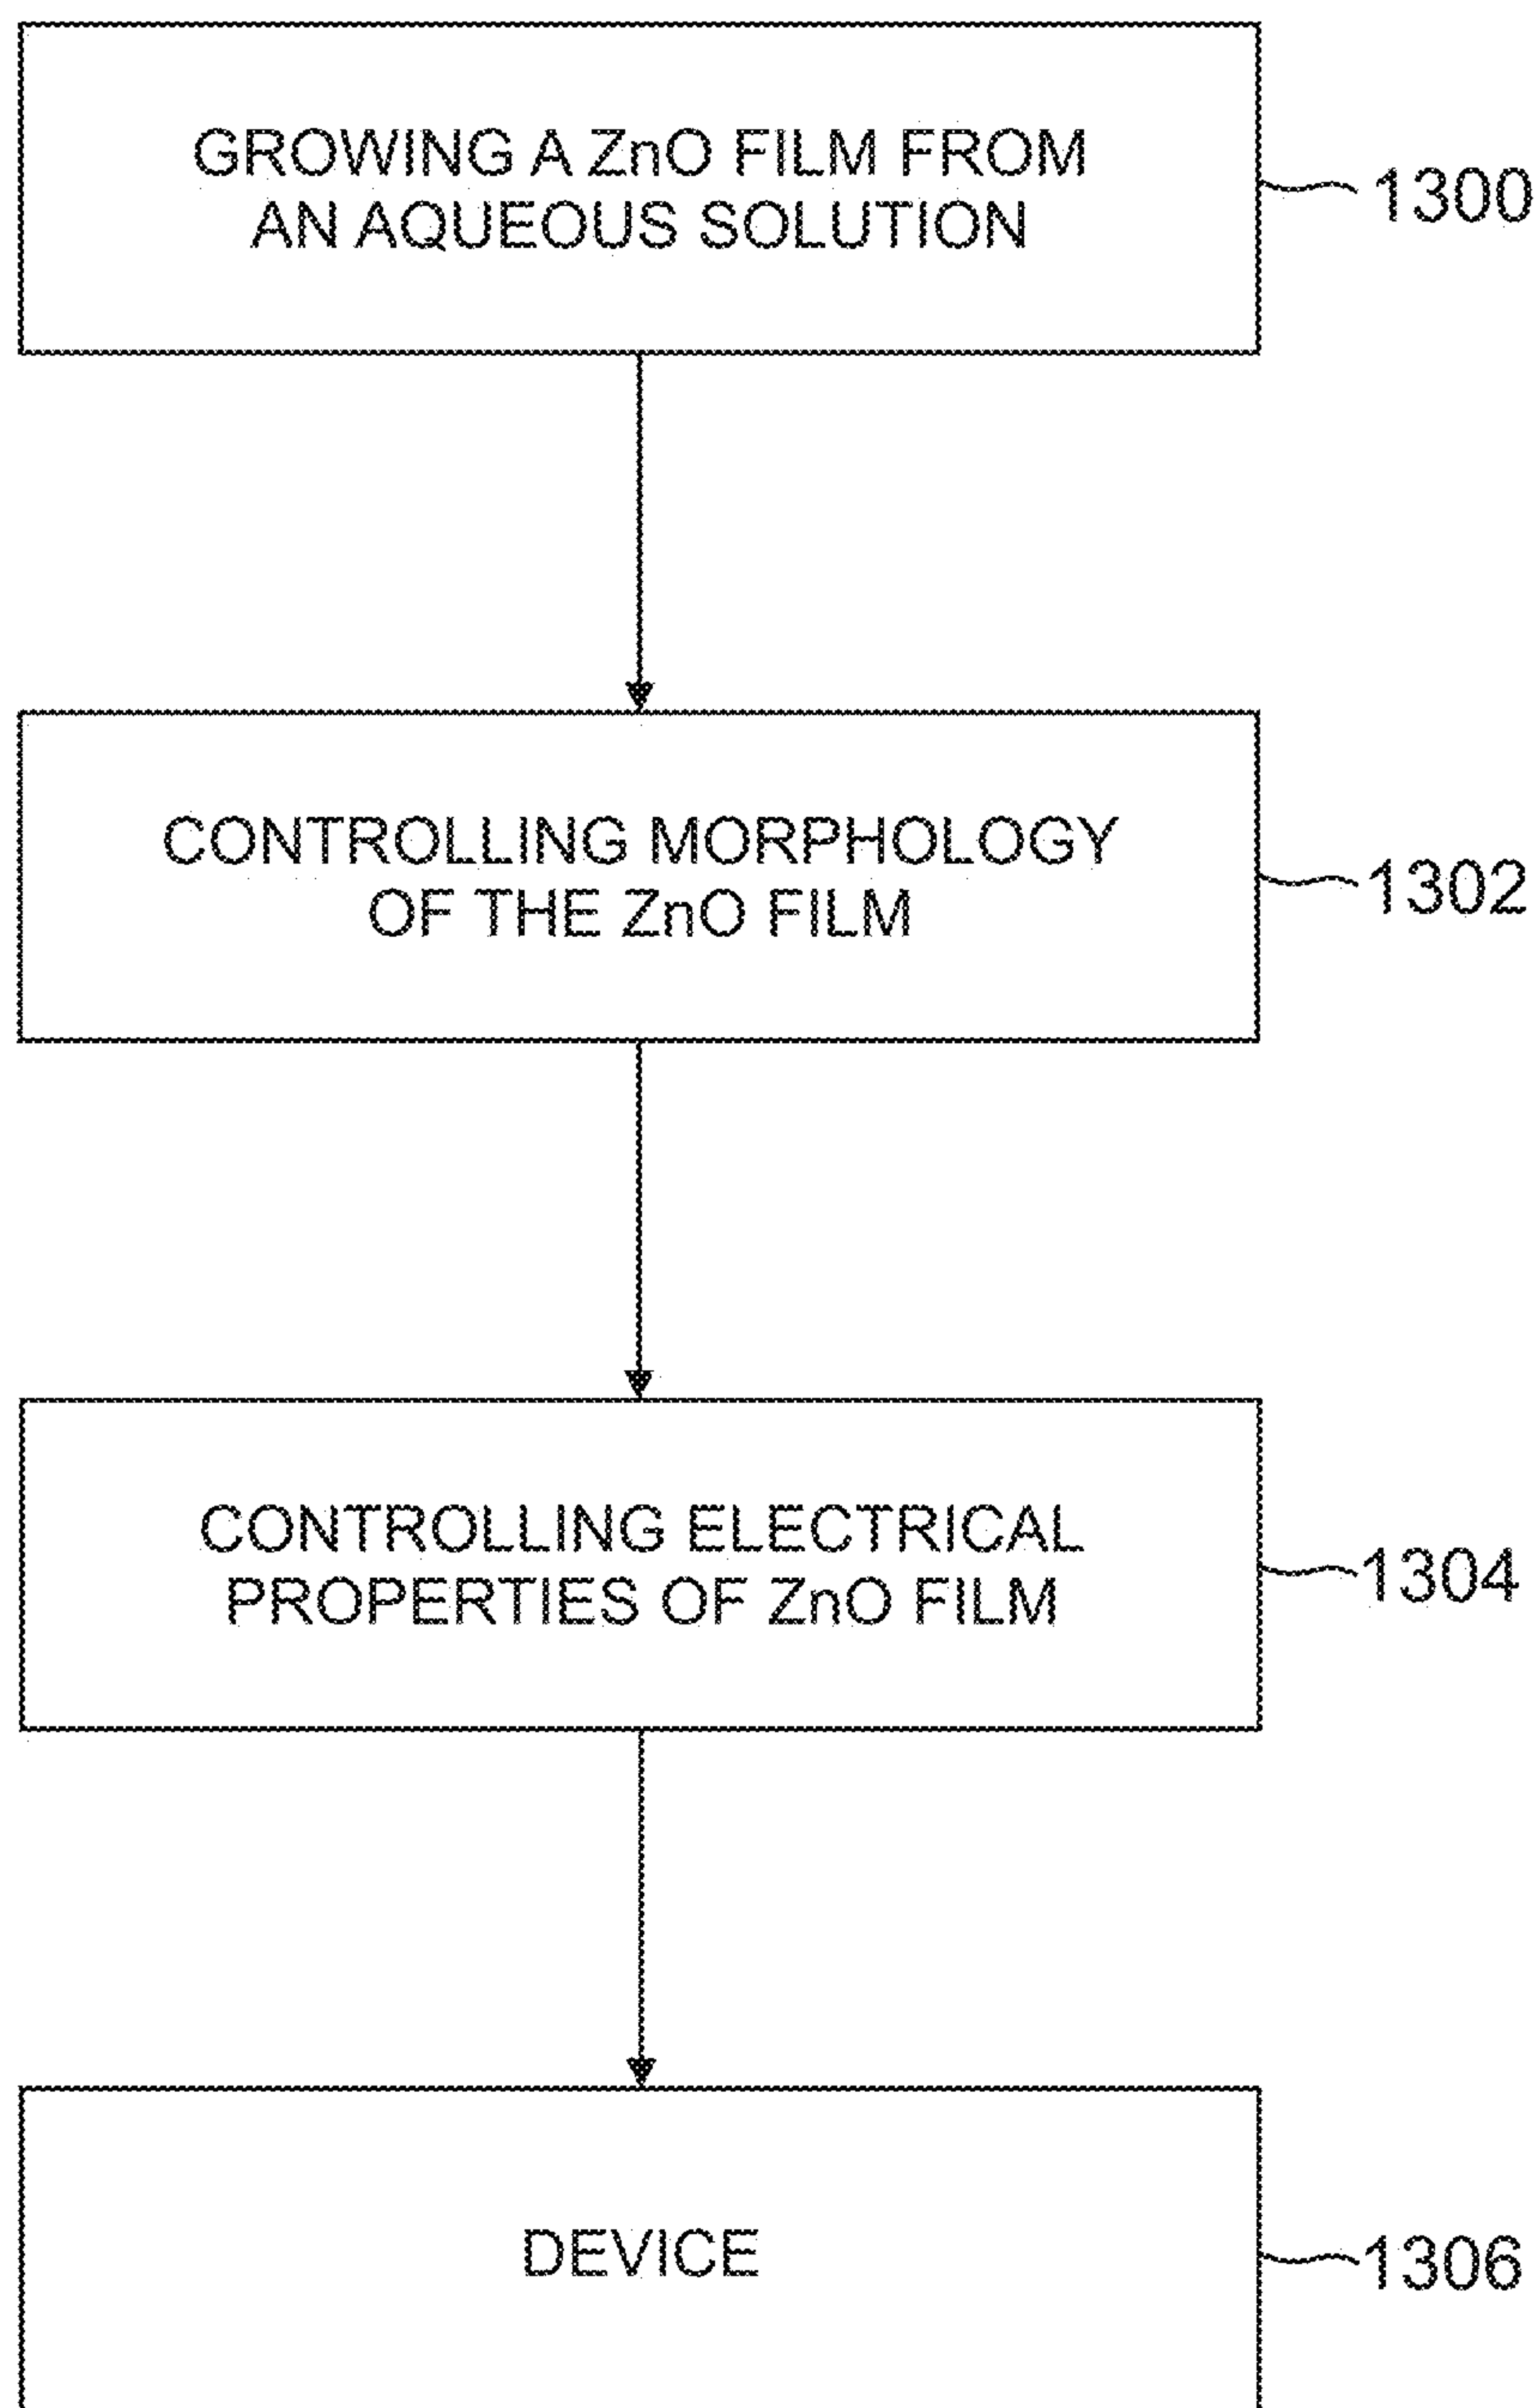 GROWING A ZnO FILM FROM
AN AQUEOUS SOLUTION
1300
CONTROLLING MORPHOLOGY
OF THE ZnO FILM
1302
CONTROLLING ELECTRICAL
PROPERTIES OF ZnO FILM
1304
DEVICE
1306